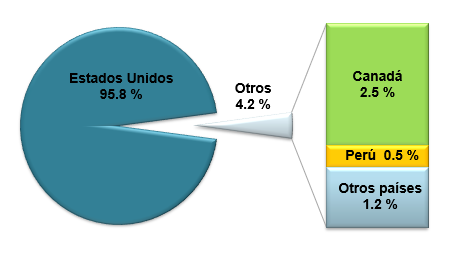 Estados Unidos
95.8 %
Otros
4.2 %
Canadá
2.5 %
Perú 0.5 %
Otros países
1.2 %